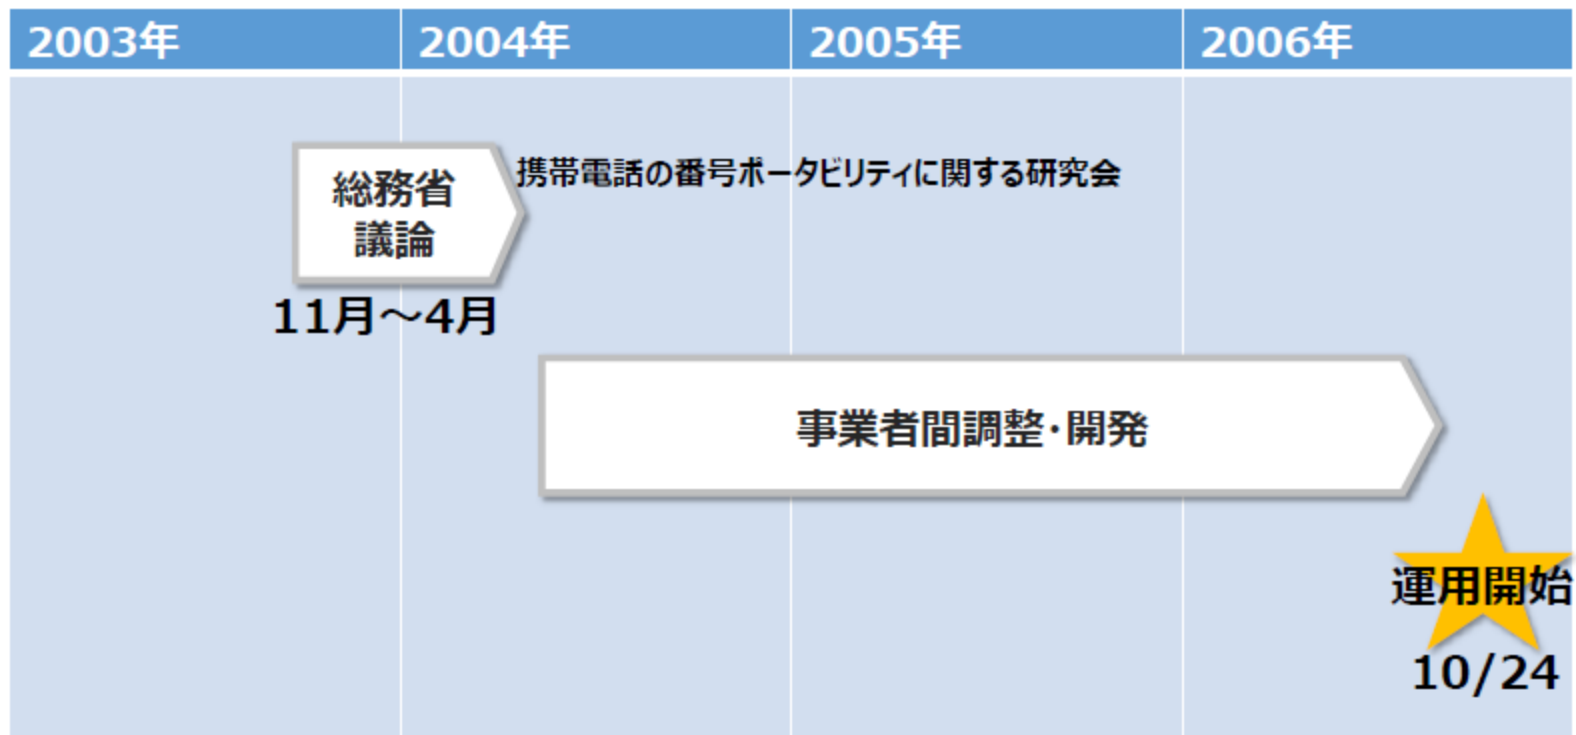 2003年
2004年
2005年
2006年
総務省
議論
携帯電話の番号ポータビリティに関する研究会
11月～4月
事業者間調整・開発
運用開始
10/24